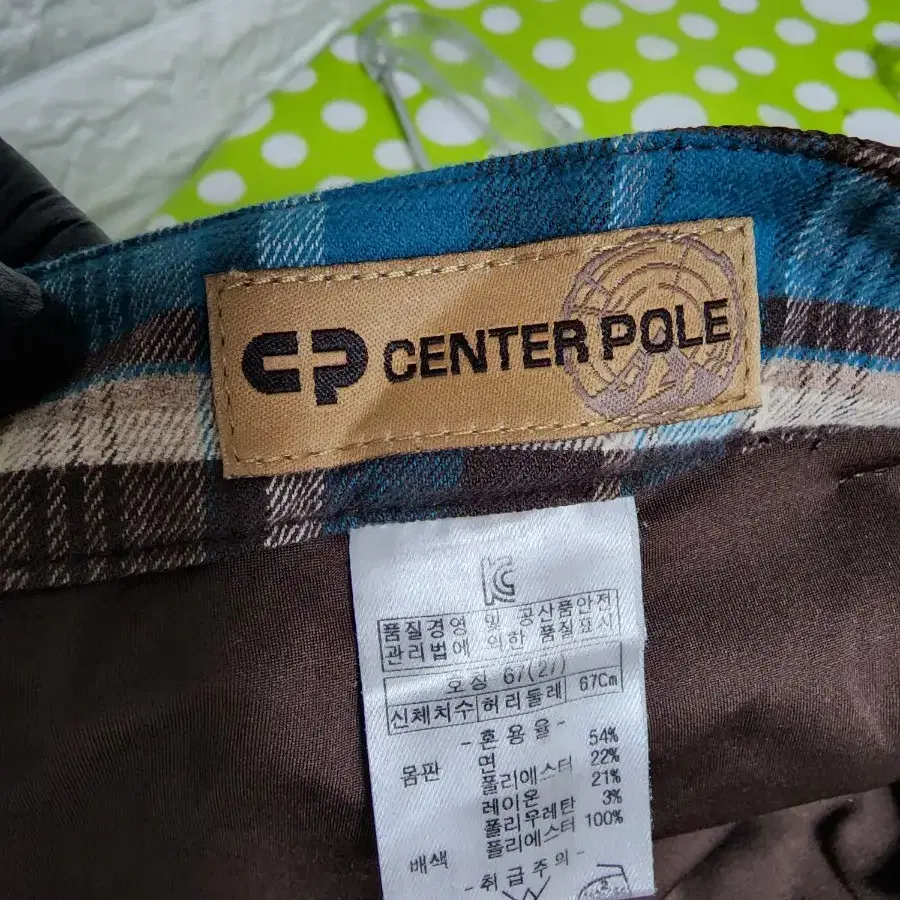 CP CENTER POLE
KC
품질경영 및 공산품안전
관리법에 의한 품질표시
호칭 67(27)
신체치수 허리둘레 67Cm
- 혼 용 율 -
몸판 면 54%
폴리에스터 22%
레이온 21%
폴리우레탄 3%
배색 폴리에스터 100%
- 취 급 주 의 -